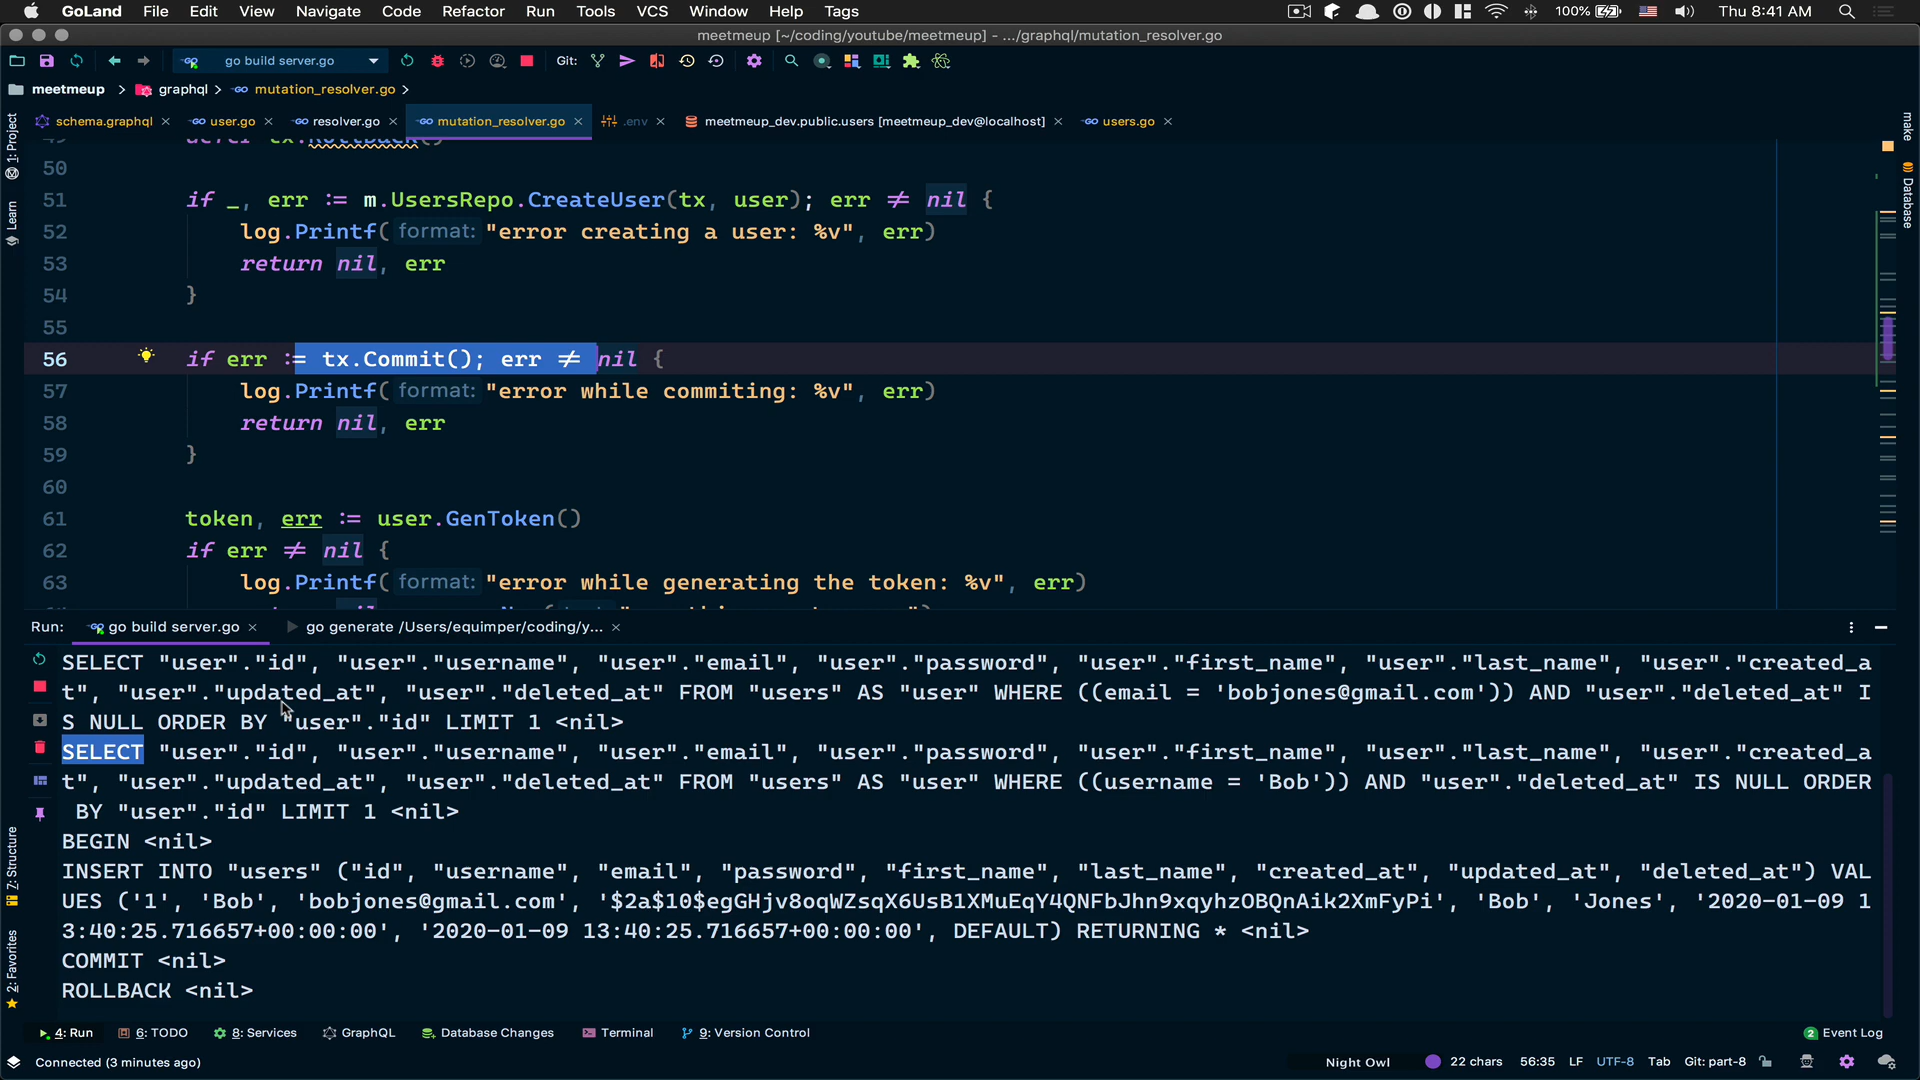 GoLand File Edit View Navigate Code Refactor Run Tools VCS Window Help Tags 100% Thu 8:41 AM
meetmeup [~/coding/youtube/meetmeup] - .../graphql/mutation_resolver.go
go build server.go Git:
meetmeup graphql mutation_resolver.go
schema.graphql user.go resolver.go mutation_resolver.go .env meetmeup_dev.public.users [meetmeup_dev@localhost] users.go
1: Project
Learn
make
Database
49 defer tx.Rollback()
50
51 if _, err := m.UsersRepo.CreateUser(tx, user); err ≠ nil {
52 log.Printf( format: "error creating a user: %v", err)
53 return nil, err
54 }
55
56 if err := tx.Commit(); err ≠ nil {
57 log.Printf( format: "error while commiting: %v", err)
58 return nil, err
59 }
60
61 token, err := user.GenToken()
62 if err ≠ nil {
63 log.Printf( format: "error while generating the token: %v", err)
Run: go build server.go go generate /Users/equimper/coding/y...
SELECT "user"."id", "user"."username", "user"."email", "user"."password", "user"."first_name", "user"."last_name", "user"."created_a
t", "user"."updated_at", "user"."deleted_at" FROM "users" AS "user" WHERE ((email = 'bobjones@gmail.com')) AND "user"."deleted_at" I
S NULL ORDER BY "user"."id" LIMIT 1 <nil>
SELECT "user"."id", "user"."username", "user"."email", "user"."password", "user"."first_name", "user"."last_name", "user"."created_a
t", "user"."updated_at", "user"."deleted_at" FROM "users" AS "user" WHERE ((username = 'Bob')) AND "user"."deleted_at" IS NULL ORDER
BY "user"."id" LIMIT 1 <nil>
BEGIN <nil>
INSERT INTO "users" ("id", "username", "email", "password", "first_name", "last_name", "created_at", "updated_at", "deleted_at") VAL
UES ('1', 'Bob', 'bobjones@gmail.com', '$2a$10$egGHjv8oqWZsqX6UsB1XMuEqY4QNFbJhn9xqyhzOBQnAik2XmFyPi', 'Bob', 'Jones', '2020-01-09 1
3:40:25.716657+00:00:00', '2020-01-09 13:40:25.716657+00:00:00', DEFAULT) RETURNING * <nil>
COMMIT <nil>
ROLLBACK <nil>
7: Structure
2: Favorites
4: Run 6: TODO 8: Services GraphQL Database Changes Terminal 9: Version Control 2 Event Log
Connected (3 minutes ago) Night Owl 22 chars 56:35 LF UTF-8 Tab Git: part-8